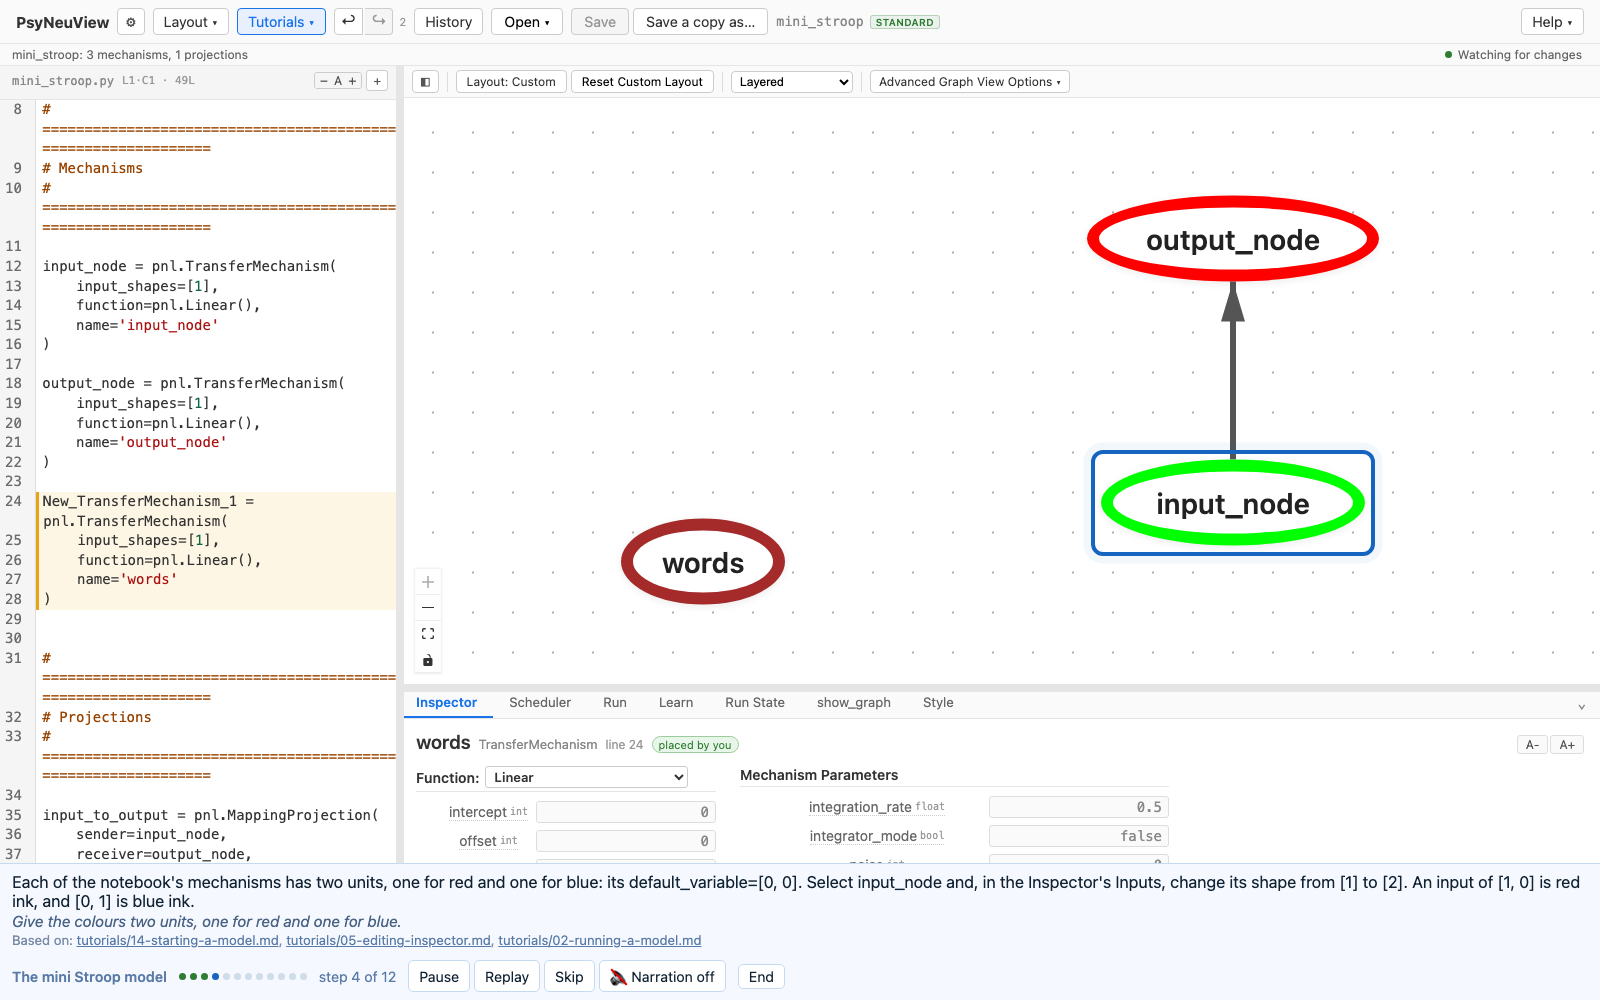 PsyNeuView ⚙ Layout ▾ Tutorials ▾ ↩ ↪ 2 History Open ▾ Save Save a copy as... mini_stroop STANDARD Help ▾
mini_stroop: 3 mechanisms, 1 projections Watching for changes
mini_stroop.py L1:C1 · 49L − A + +
Layout: Custom Reset Custom Layout Layered Advanced Graph View Options ▾
8 #
==========================================
====================
9 # Mechanisms
10 #
==========================================
====================
11
12 input_node = pnl.TransferMechanism(
13 input_shapes=[1],
14 function=pnl.Linear(),
15 name='input_node'
16 )
17
18 output_node = pnl.TransferMechanism(
19 input_shapes=[1],
20 function=pnl.Linear(),
21 name='output_node'
22 )
23
24 New_TransferMechanism_1 =
pnl.TransferMechanism(
25 input_shapes=[1],
26 function=pnl.Linear(),
27 name='words'
28 )
29
30
31 #
==========================================
====================
32 # Projections
33 #
==========================================
====================
34
35 input_to_output = pnl.MappingProjection(
36 sender=input_node,
37 receiver=output_node,
output_node
input_node
words
Inspector Scheduler Run Learn Run State show_graph Style
words TransferMechanism line 24 placed by you A- A+
Function: Linear
intercept int 0
offset int 0
Mechanism Parameters
integration_rate float 0.5
integrator_mode bool false
Each of the notebook's mechanisms has two units, one for red and one for blue: its default_variable=[0, 0]. Select input_node and, in the Inspector's Inputs, change its shape from [1] to [2]. An input of [1, 0] is red
ink, and [0, 1] is blue ink.
Give the colours two units, one for red and one for blue.
Based on: tutorials/14-starting-a-model.md, tutorials/05-editing-inspector.md, tutorials/02-running-a-model.md
The mini Stroop model step 4 of 12 Pause Replay Skip Narration off End